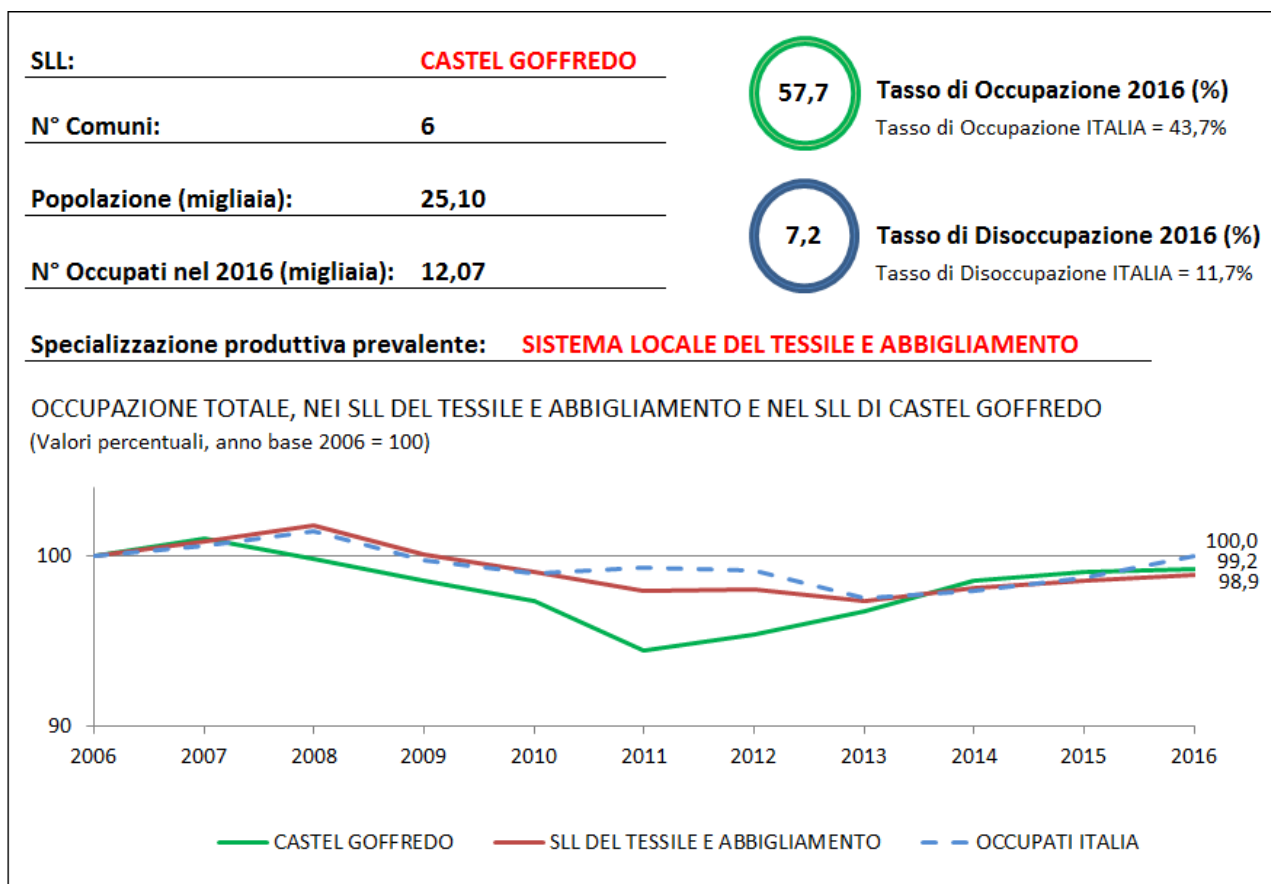 SLL: CASTEL GOFFREDO
N° Comuni: 6
Popolazione (migliaia): 25,10
N° Occupati nel 2016 (migliaia): 12,07
57,7 Tasso di Occupazione 2016 (%)
Tasso di Occupazione ITALIA = 43,7%
7,2 Tasso di Disoccupazione 2016 (%)
Tasso di Disoccupazione ITALIA = 11,7%
Specializzazione produttiva prevalente: SISTEMA LOCALE DEL TESSILE E ABBIGLIAMENTO
OCCUPAZIONE TOTALE, NEI SLL DEL TESSILE E ABBIGLIAMENTO E NEL SLL DI CASTEL GOFFREDO
(Valori percentuali, anno base 2006 = 100)
100
90
100,0
99,2
98,9
2006 2007 2008 2009 2010 2011 2012 2013 2014 2015 2016
CASTEL GOFFREDO SLL DEL TESSILE E ABBIGLIAMENTO OCCUPATI ITALIA